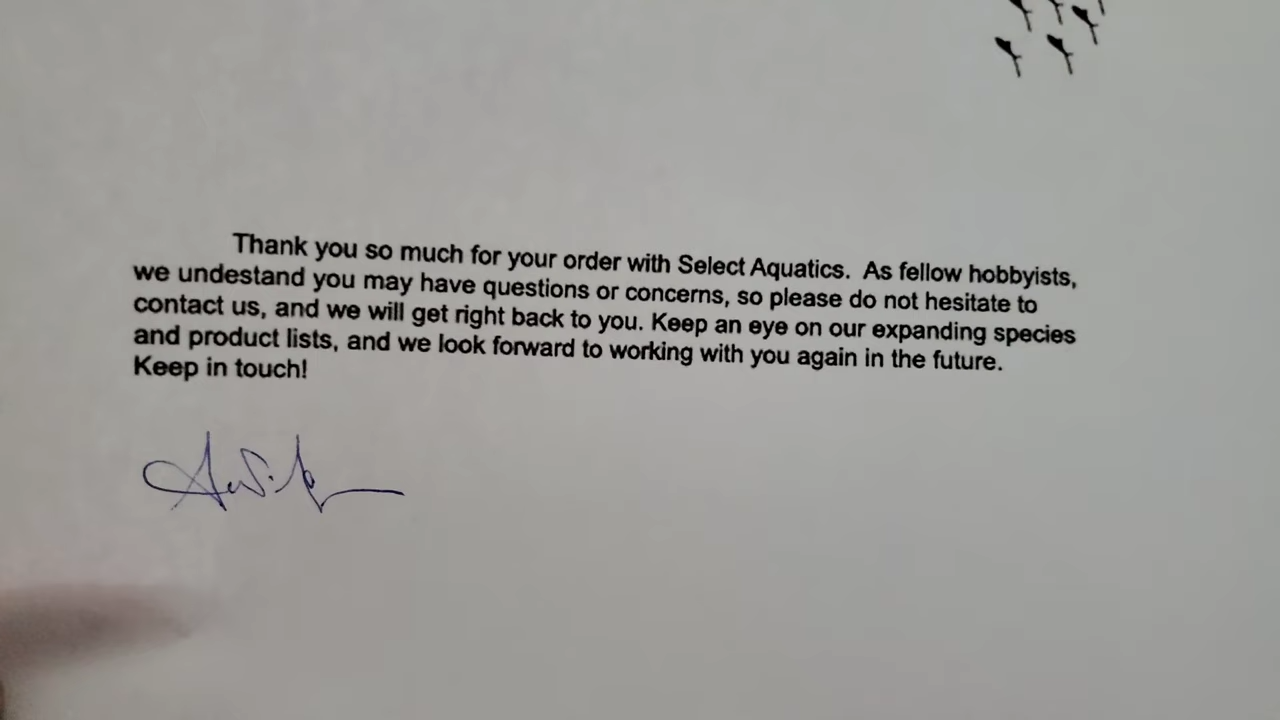 Thank you so much for your order with Select Aquatics.  As fellow hobbyists,
we undestand you may have questions or concerns, so please do not hesitate to
contact us, and we will get right back to you. Keep an eye on our expanding species
and product lists, and we look forward to working with you again in the future.
Keep in touch!